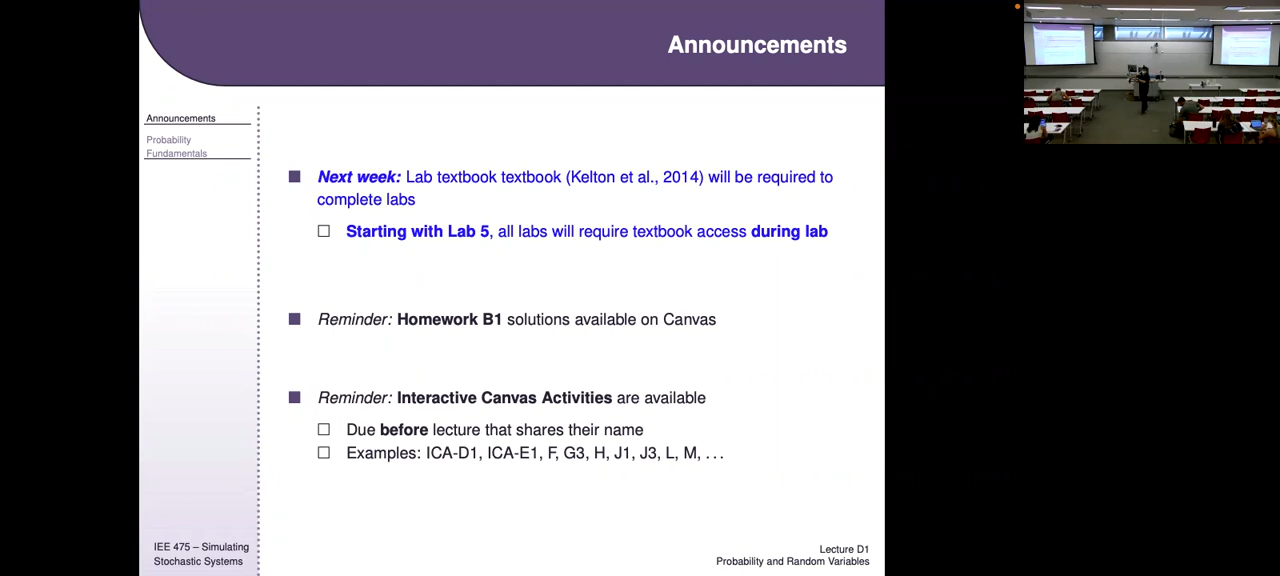 Announcements
Announcements
Probability
Fundamentals
Next week: Lab textbook textbook (Kelton et al., 2014) will be required to
complete labs
Starting with Lab 5, all labs will require textbook access during lab
Reminder: Homework B1 solutions available on Canvas
Reminder: Interactive Canvas Activities are available
Due before lecture that shares their name
Examples: ICA-D1, ICA-E1, F, G3, H, J1, J3, L, M, ...
IEE 475 – Simulating
Stochastic Systems
Lecture D1
Probability and Random Variables